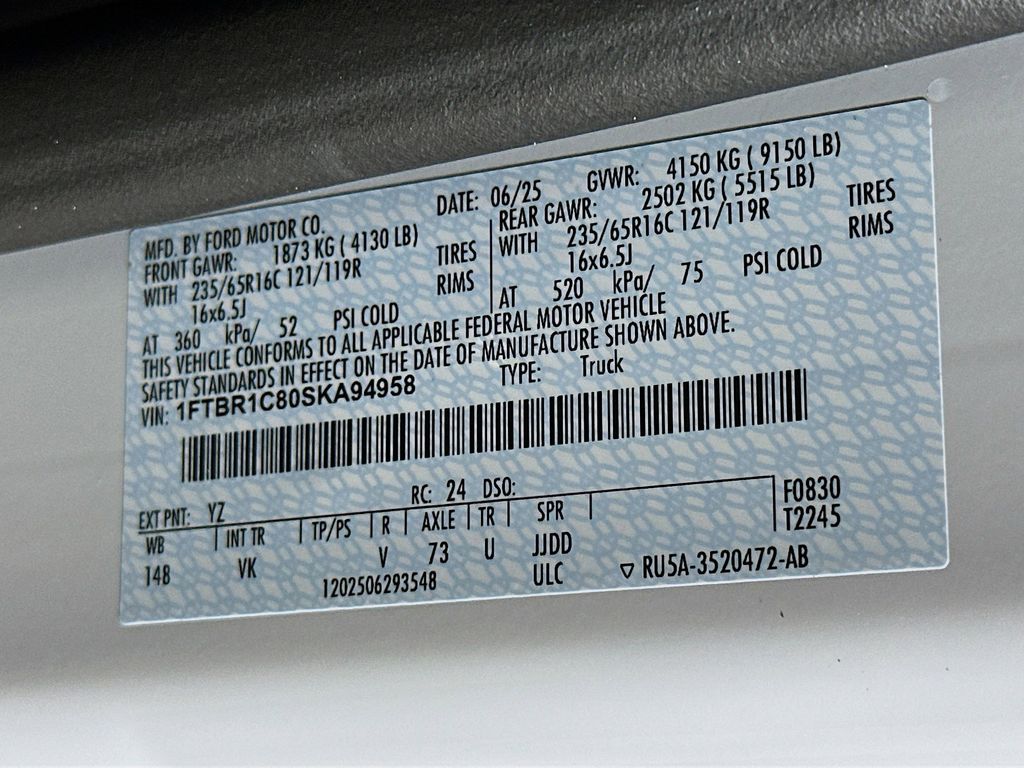 MFD. BY FORD MOTOR CO.
DATE: 06/25
GVWR: 4150 KG ( 9150 LB)
FRONT GAWR: 1873 KG ( 4130 LB)
WITH 235/65R16C 121/119R TIRES
16x6.5J RIMS
AT 360 kPa/ 52 PSI COLD
REAR GAWR: 2502 KG ( 5515 LB)
WITH 235/65R16C 121/119R TIRES
16x6.5J RIMS
AT 520 kPa/ 75 PSI COLD
THIS VEHICLE CONFORMS TO ALL APPLICABLE FEDERAL MOTOR VEHICLE
SAFETY STANDARDS IN EFFECT ON THE DATE OF MANUFACTURE SHOWN ABOVE.
VIN: 1FTBR1C80SKA94958 TYPE: Truck
EXT PNT: YZ RC: 24 DSO:
F0830
T2245
WB INT TR TP/PS R AXLE TR SPR
148 VK V 73 U JJDD
1202506293548 ULC ▽ RU5A-3520472-AB